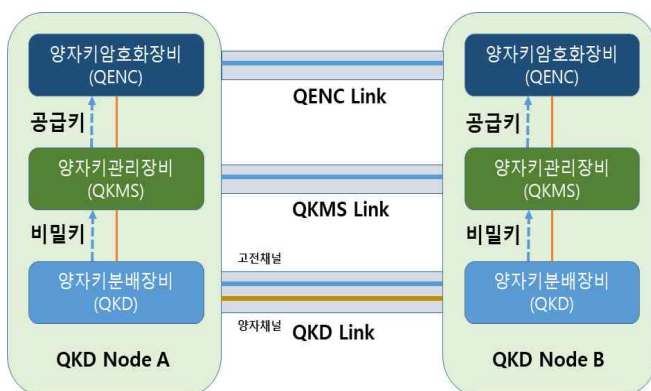 양자키암호화장비
(QENC)
공급키
양자키관리장비
(QKMS)
비밀키
양자키분배장비
(QKD)
QKD Node A
QENC Link
QKMS Link
고전채널
양자채널
QKD Link
양자키암호화장비
(QENC)
공급키
양자키관리장비
(QKMS)
비밀키
양자키분배장비
(QKD)
QKD Node B